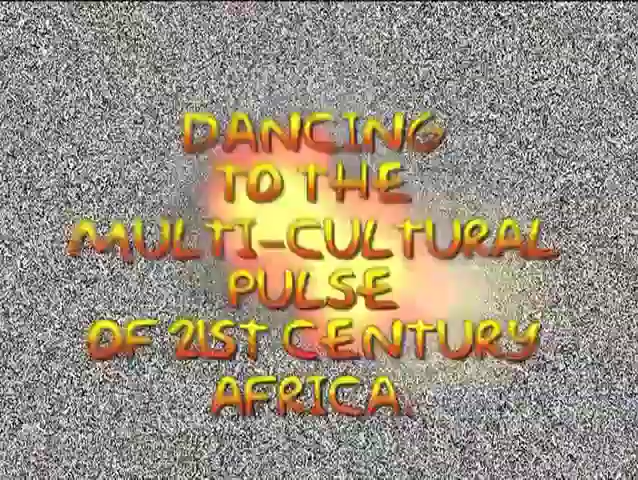 DANCING
TO THE
MULTI-CULTURAL
PULSE
OF 21ST CENTURY
AFRICA.